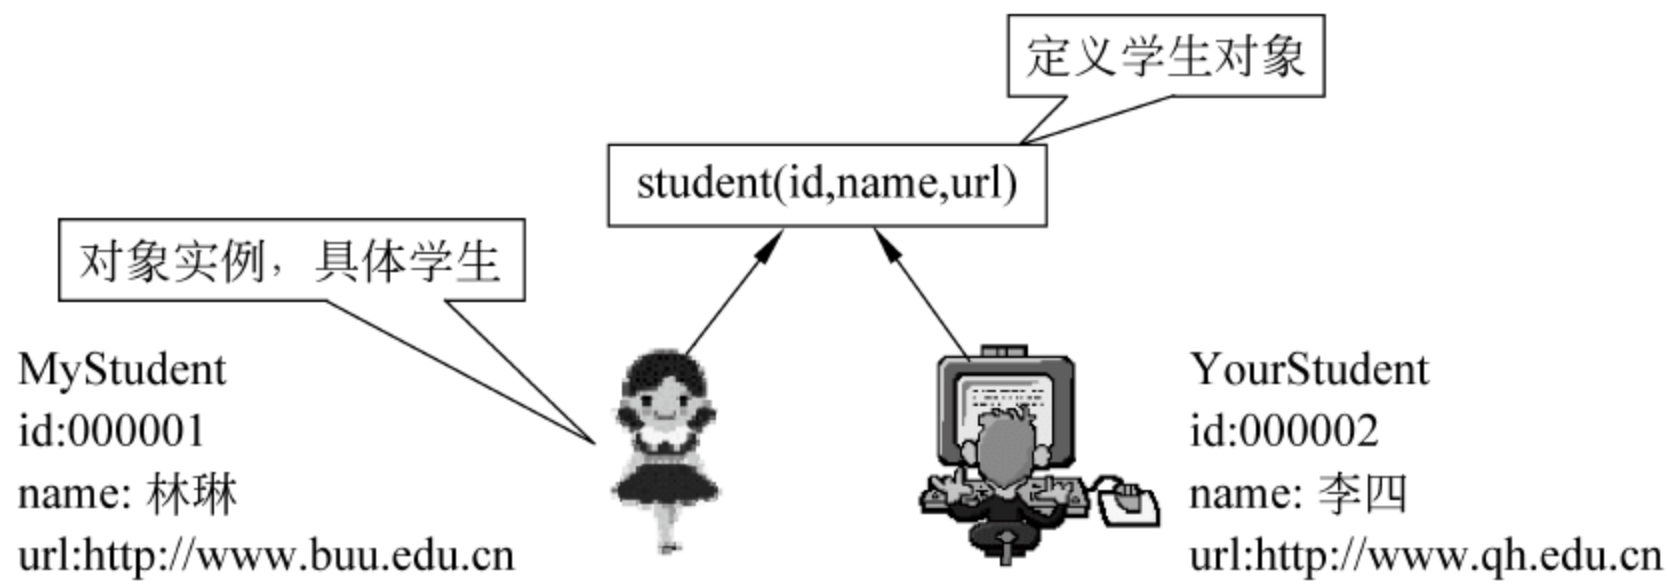 定义学生对象
student(id,name,url)
对象实例，具体学生
MyStudent
id:000001
name: 林琳
url:http://www.buu.edu.cn
YourStudent
id:000002
name: 李四
url:http://www.qh.edu.cn